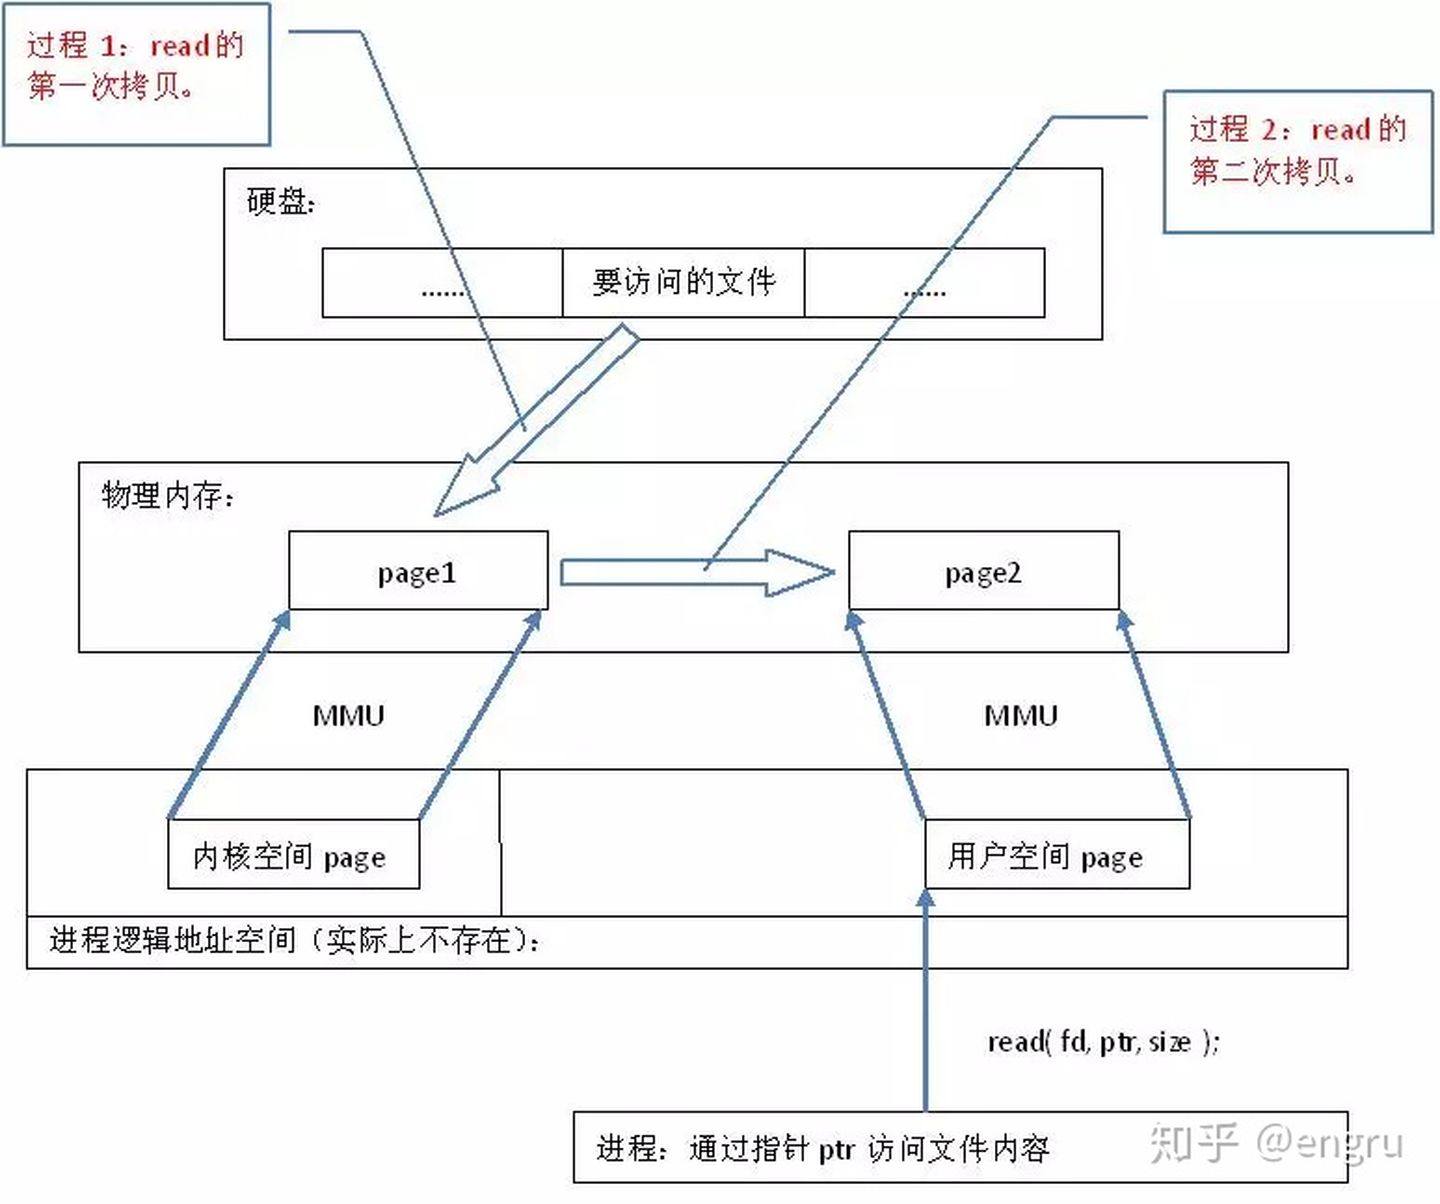 过程 1：read的
第一次拷贝。
过程 2：read的
第二次拷贝。
硬盘：
......
要访问的文件
......
物理内存：
page1
page2
MMU
MMU
内核空间 page
用户空间 page
进程逻辑地址空间（实际上不存在）：
read( fd, ptr, size );
进程：通过指针 ptr 访问文件内容
知乎 @engru